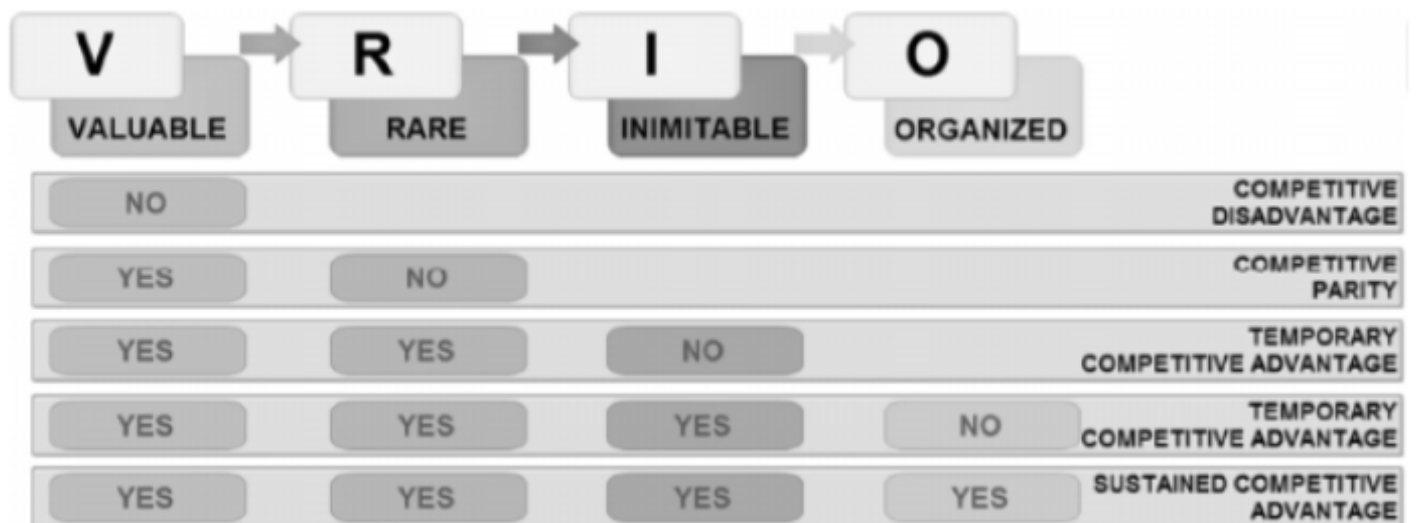 V R I O
VALUABLE RARE INIMITABLE ORGANIZED
NO COMPETITIVE
DISADVANTAGE
YES NO COMPETITIVE
PARITY
YES YES NO TEMPORARY
COMPETITIVE ADVANTAGE
YES YES YES NO TEMPORARY
COMPETITIVE ADVANTAGE
YES YES YES YES SUSTAINED COMPETITIVE
ADVANTAGE